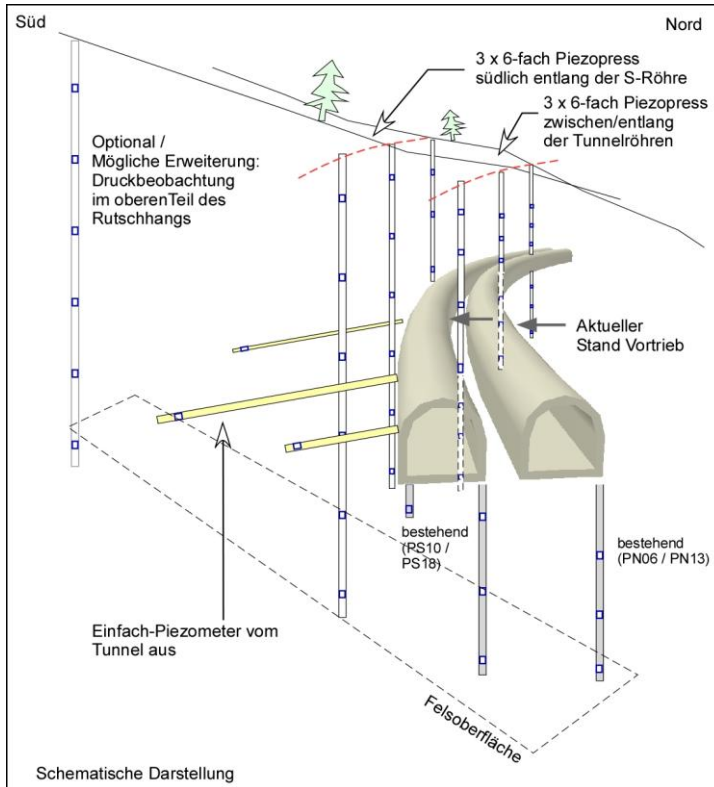 Süd
Nord
3 x 6-fach Piezopress
südlich entlang der S-Röhre
3 x 6-fach Piezopress
zwischen/entlang
der Tunnelröhren
Optional /
Mögliche Erweiterung:
Druckbeobachtung
im oberenTeil des
Rutschhangs
Aktueller
Stand Vortrieb
bestehend
(PS10 /
PS18)
bestehend
(PN06 / PN13)
Einfach-Piezometer vom
Tunnel aus
Felsoberfläche
Schematische Darstellung